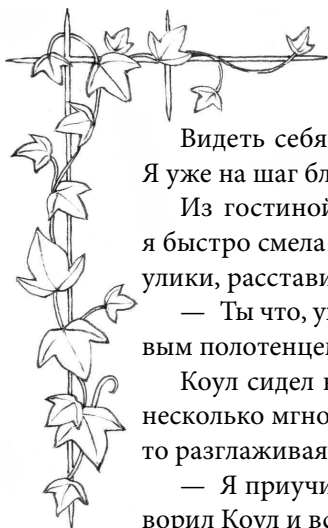 Видеть себя
Я уже на шаг бл
Из гостиной
я быстро смела
улики, расстави
— Ты что, у
вым полотенцем
Коул сидел
несколько мгно
то разглаживая
— Я приучи
ворил Коул и во